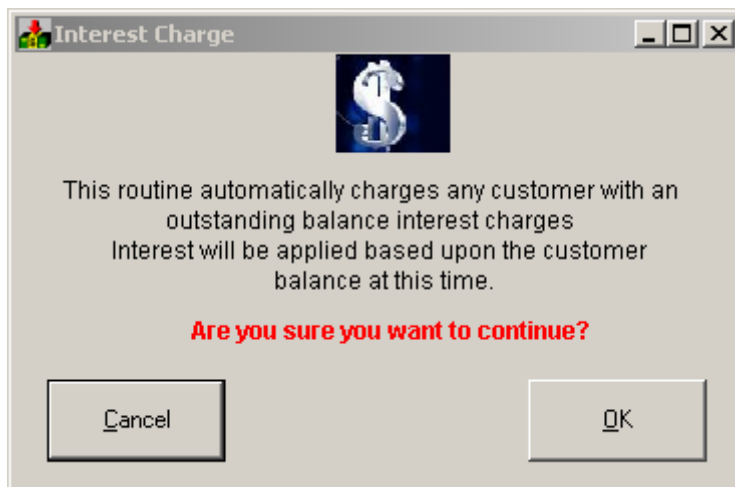 Interest Charge
This routine automatically charges any customer with an
outstanding balance interest charges
Interest will be applied based upon the customer
balance at this time.
Are you sure you want to continue?
Cancel
OK